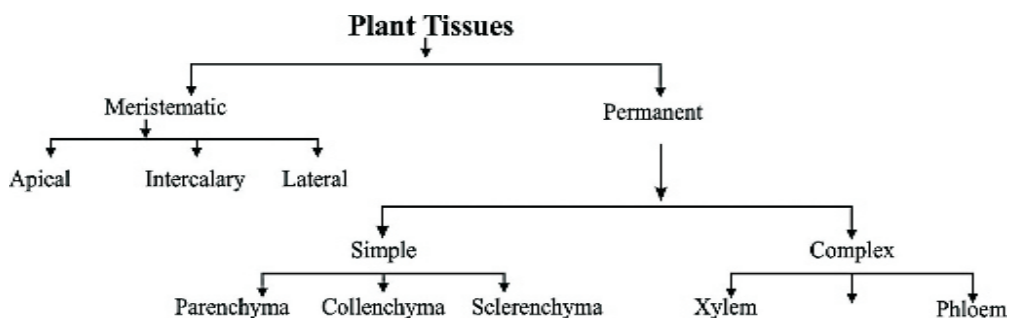 Plant Tissues
Meristematic
Permanent
Apical Intercalary Lateral
Simple Complex
Parenchyma Collenchyma Sclerenchyma Xylem Phloem